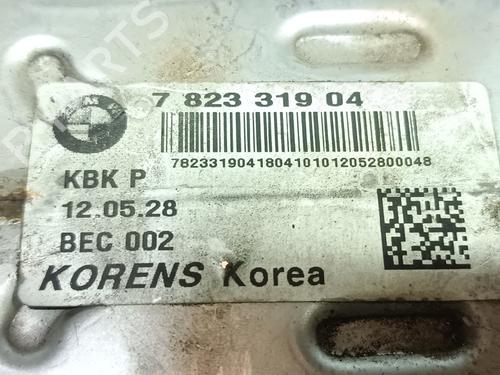 7 823 319 04
7823319041804101012052800048
KBK P
12.05.28
BEC 002
KORENS Korea